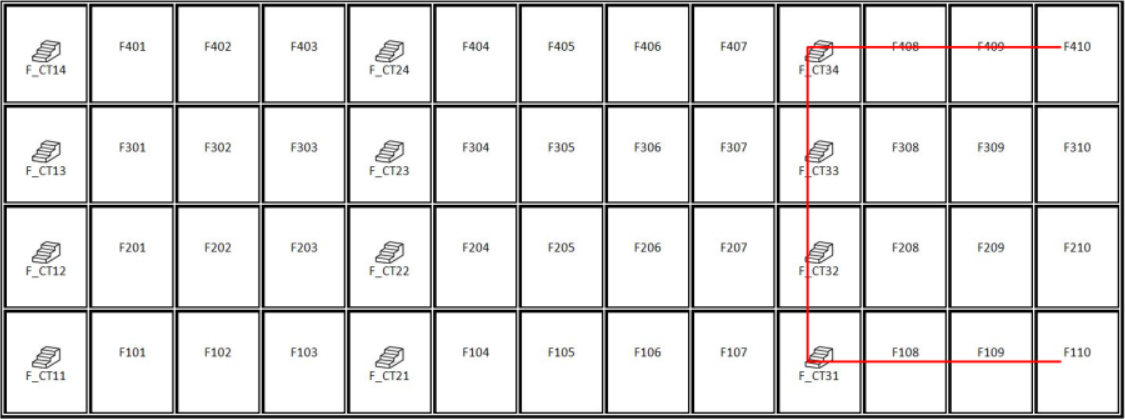 F_CT14 F401 F402 F403 F_CT24 F404 F405 F406 F407 F_CT34 F408 F409 F410
F_CT13 F301 F302 F303 F_CT23 F304 F305 F306 F307 F_CT33 F308 F309 F310
F_CT12 F201 F202 F203 F_CT22 F204 F205 F206 F207 F_CT32 F208 F209 F210
F_CT11 F101 F102 F103 F_CT21 F104 F105 F106 F107 F_CT31 F108 F109 F110